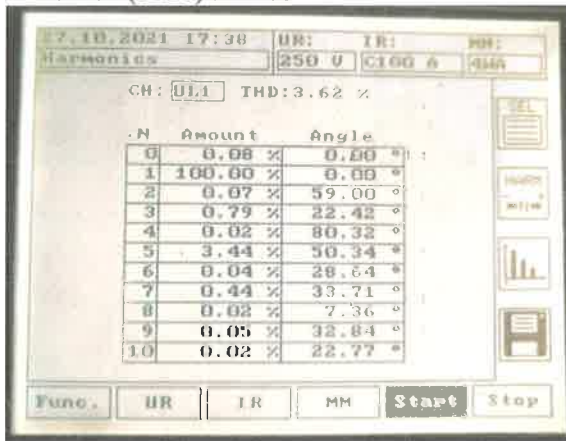 27.10.2021 17:38 UR: IR: MM:
Harmonics 250 V C100 A 4WA
CH: UL1 THD:3.62 %
N Amount Angle
0 0.08 % 0.00 °
1 100.00 % 0.00 °
2 0.07 % 59.00 °
3 0.79 % 22.42 °
4 0.02 % 80.32 °
5 3.44 % 50.34 °
6 0.04 % 28.64 °
7 0.44 % 33.71 °
8 0.02 % 7.36 °
9 0.05 % 32.84 °
10 0.02 % 22.77 °
SEL
HARM
Func. UR IR MM Start Stop